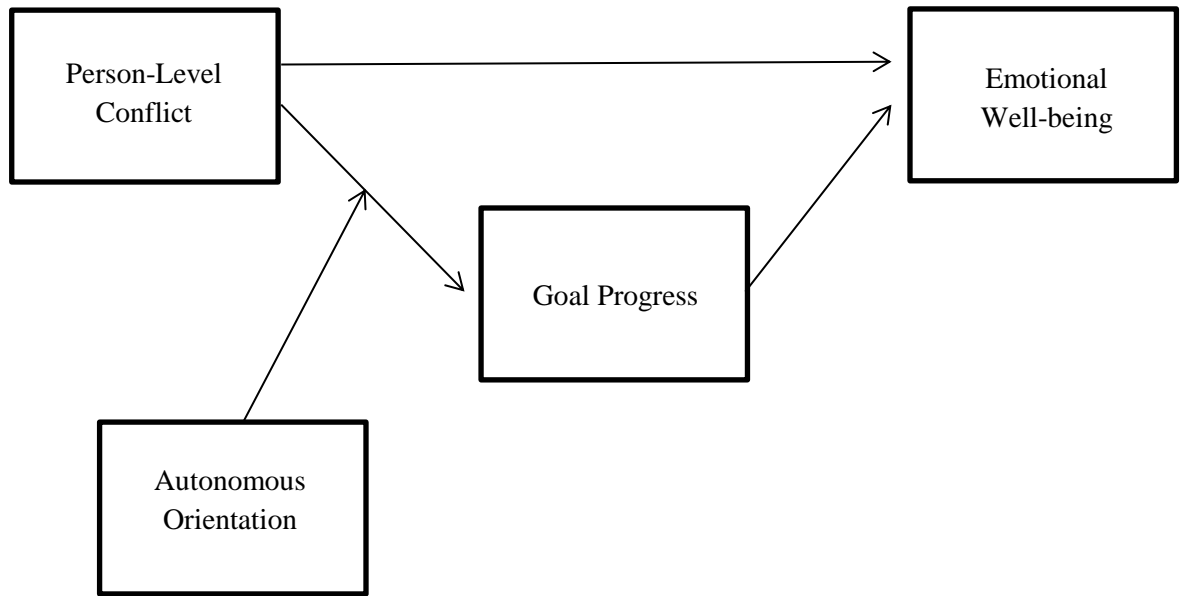 Person-Level
Conflict
Emotional
Well-being
Goal Progress
Autonomous
Orientation